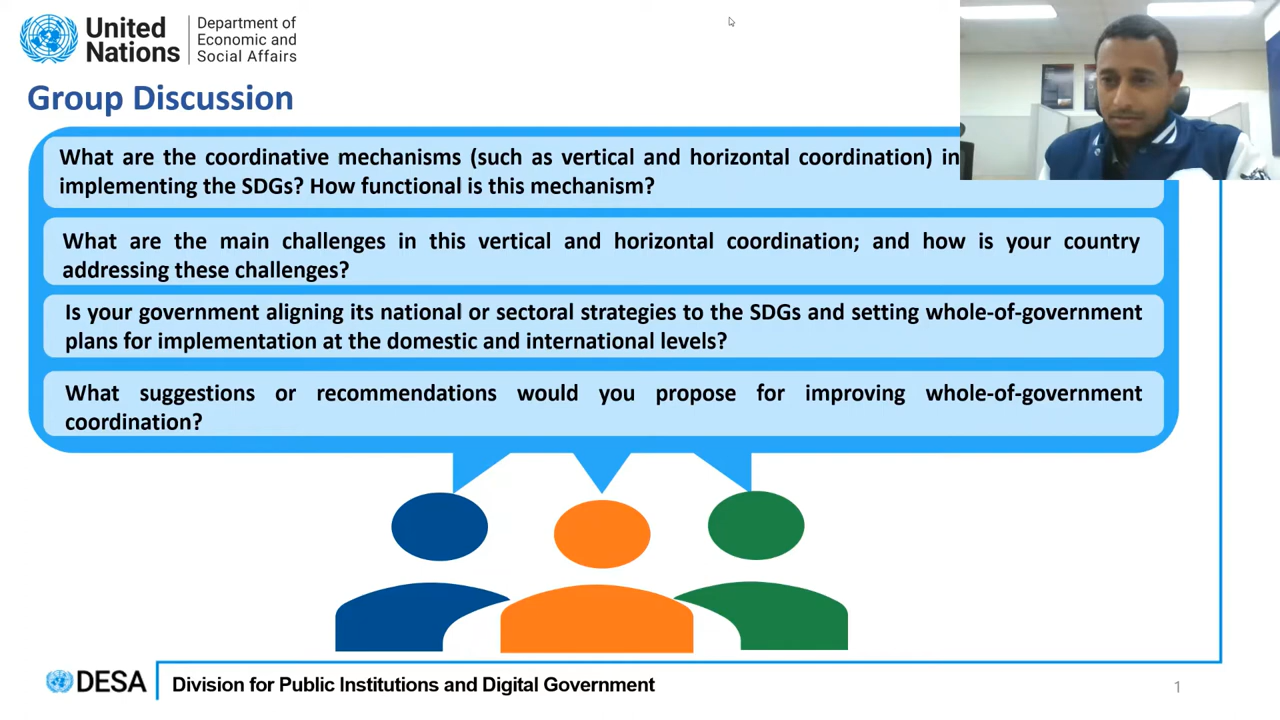 United
Nations
Department of
Economic and
Social Affairs
Group Discussion
What are the coordinative mechanisms (such as vertical and horizontal coordination) in
implementing the SDGs? How functional is this mechanism?
What are the main challenges in this vertical and horizontal coordination; and how is your country
addressing these challenges?
Is your government aligning its national or sectoral strategies to the SDGs and setting whole-of-government
plans for implementation at the domestic and international levels?
What suggestions or recommendations would you propose for improving whole-of-government
coordination?
DESA
Division for Public Institutions and Digital Government
1